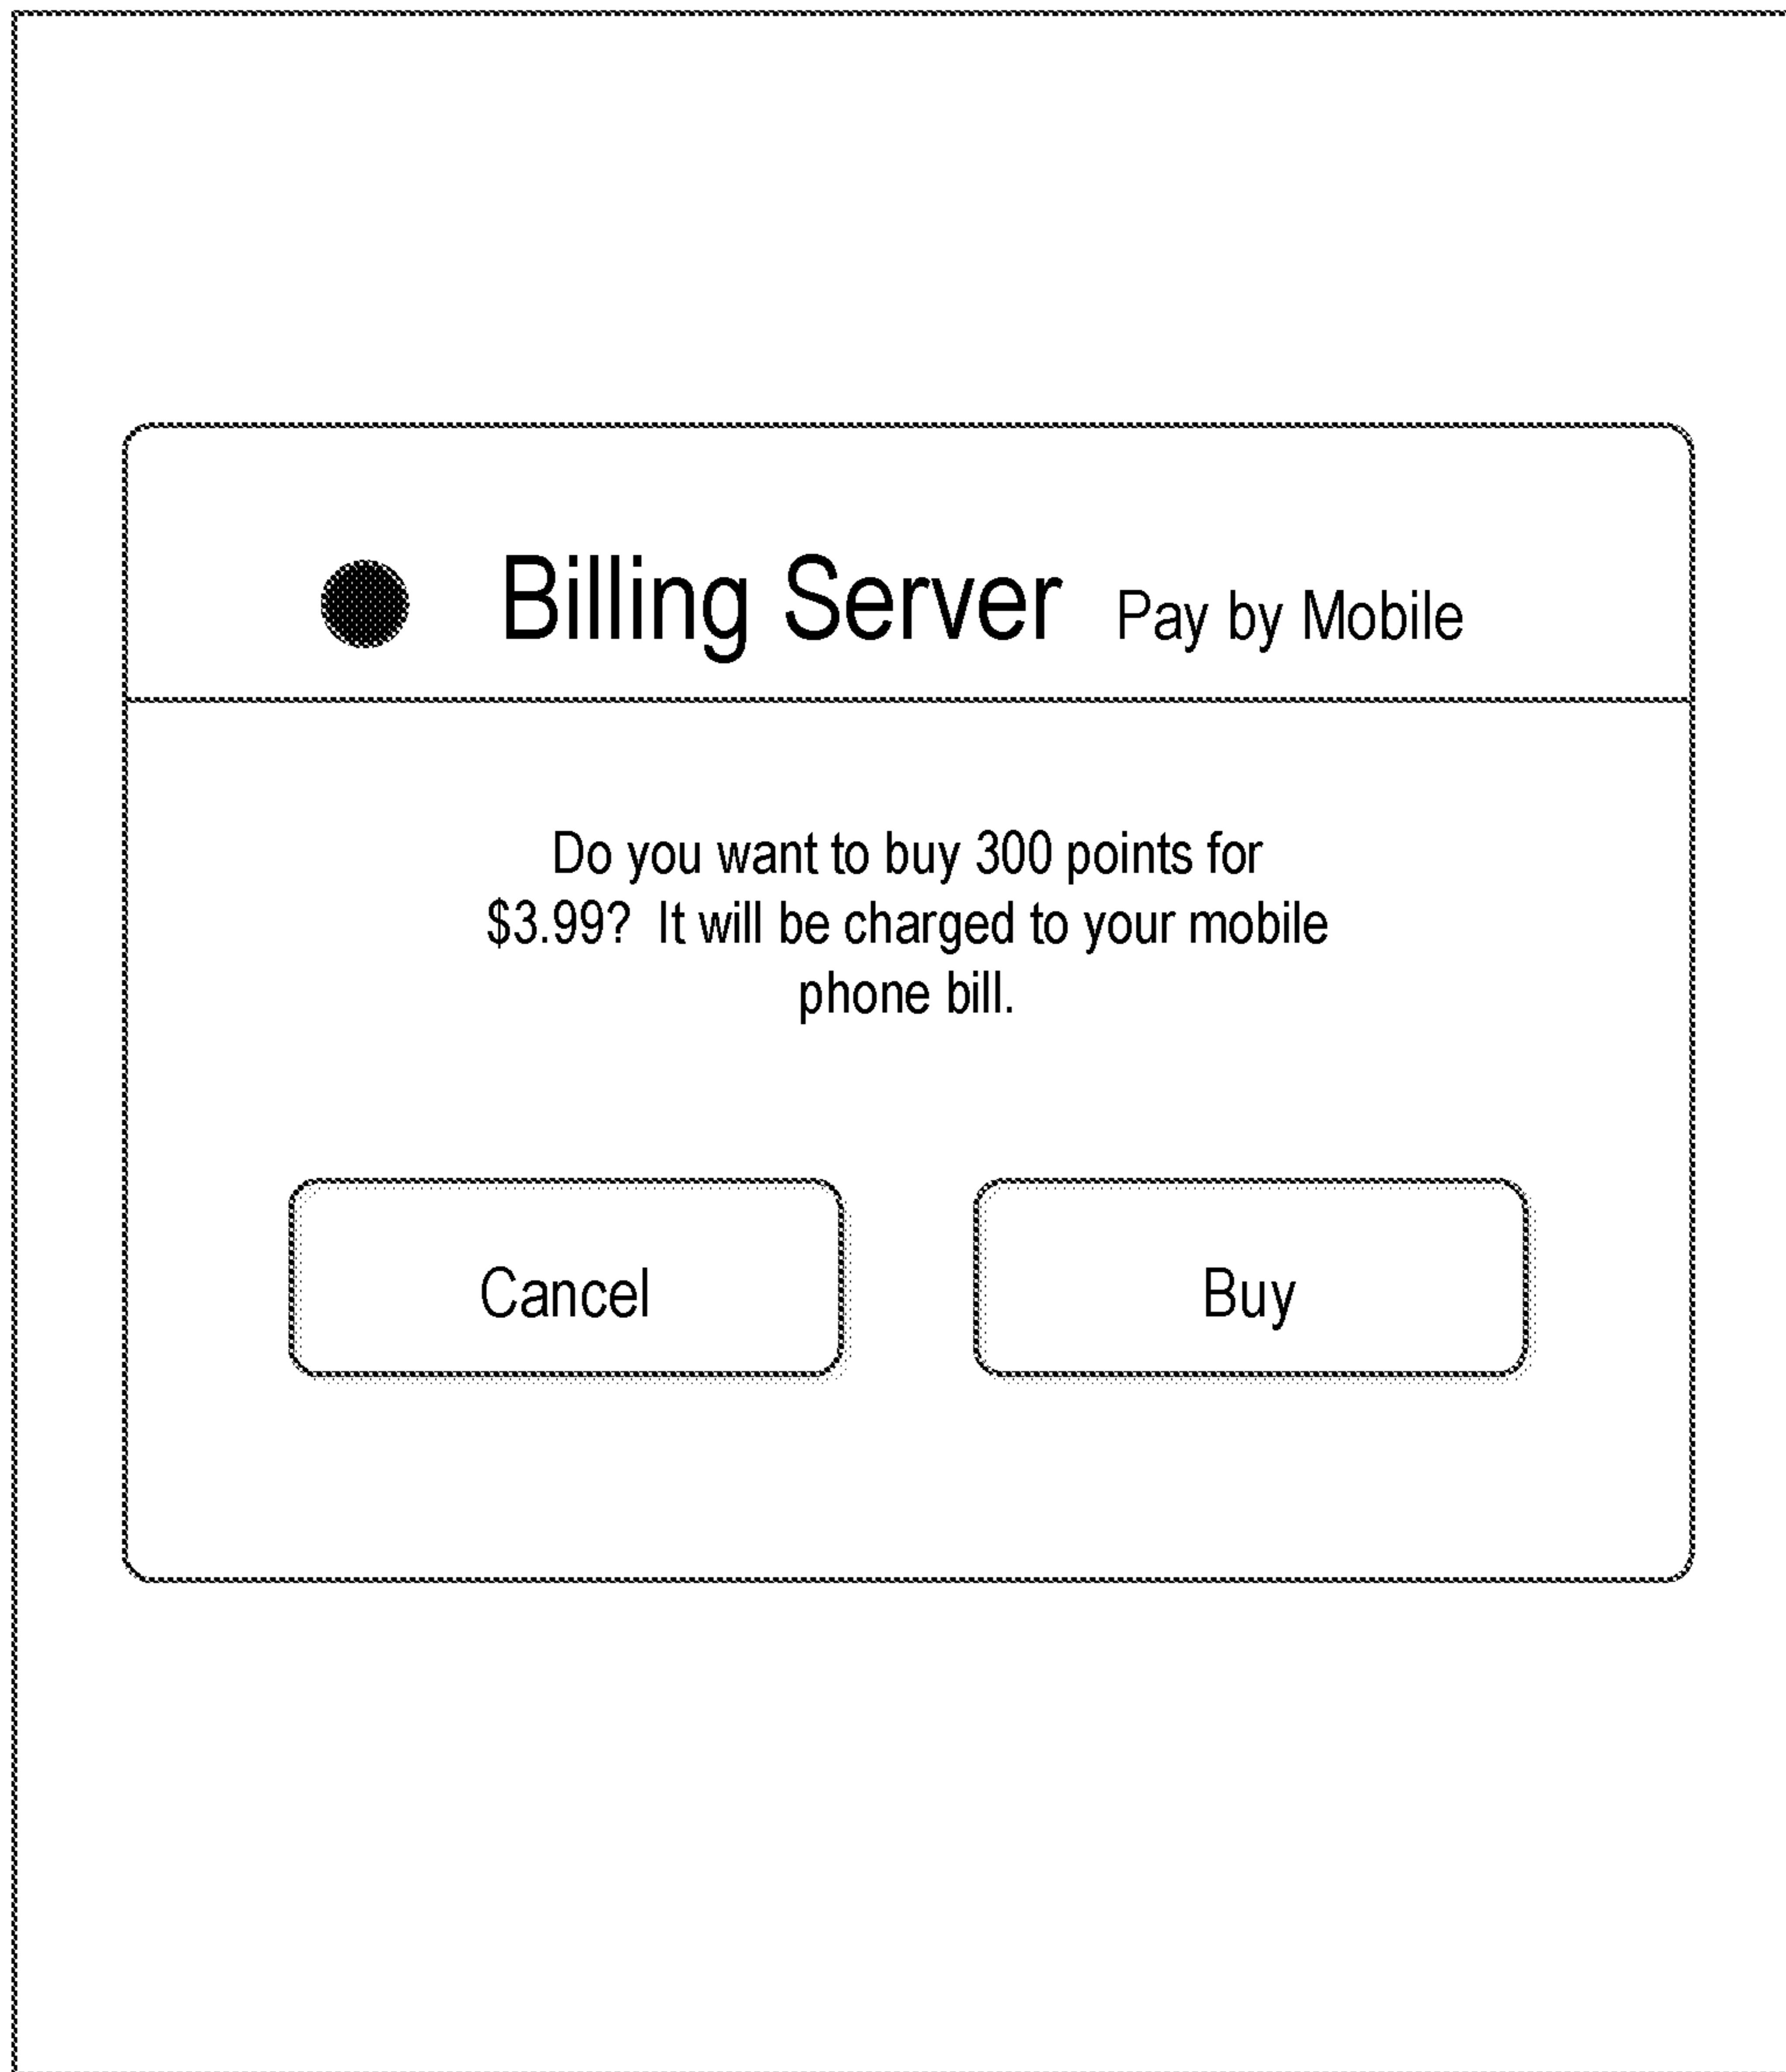 Billing Server Pay by Mobile
Do you want to buy 300 points for
$3.99? It will be charged to your mobile
phone bill.
Cancel
Buy